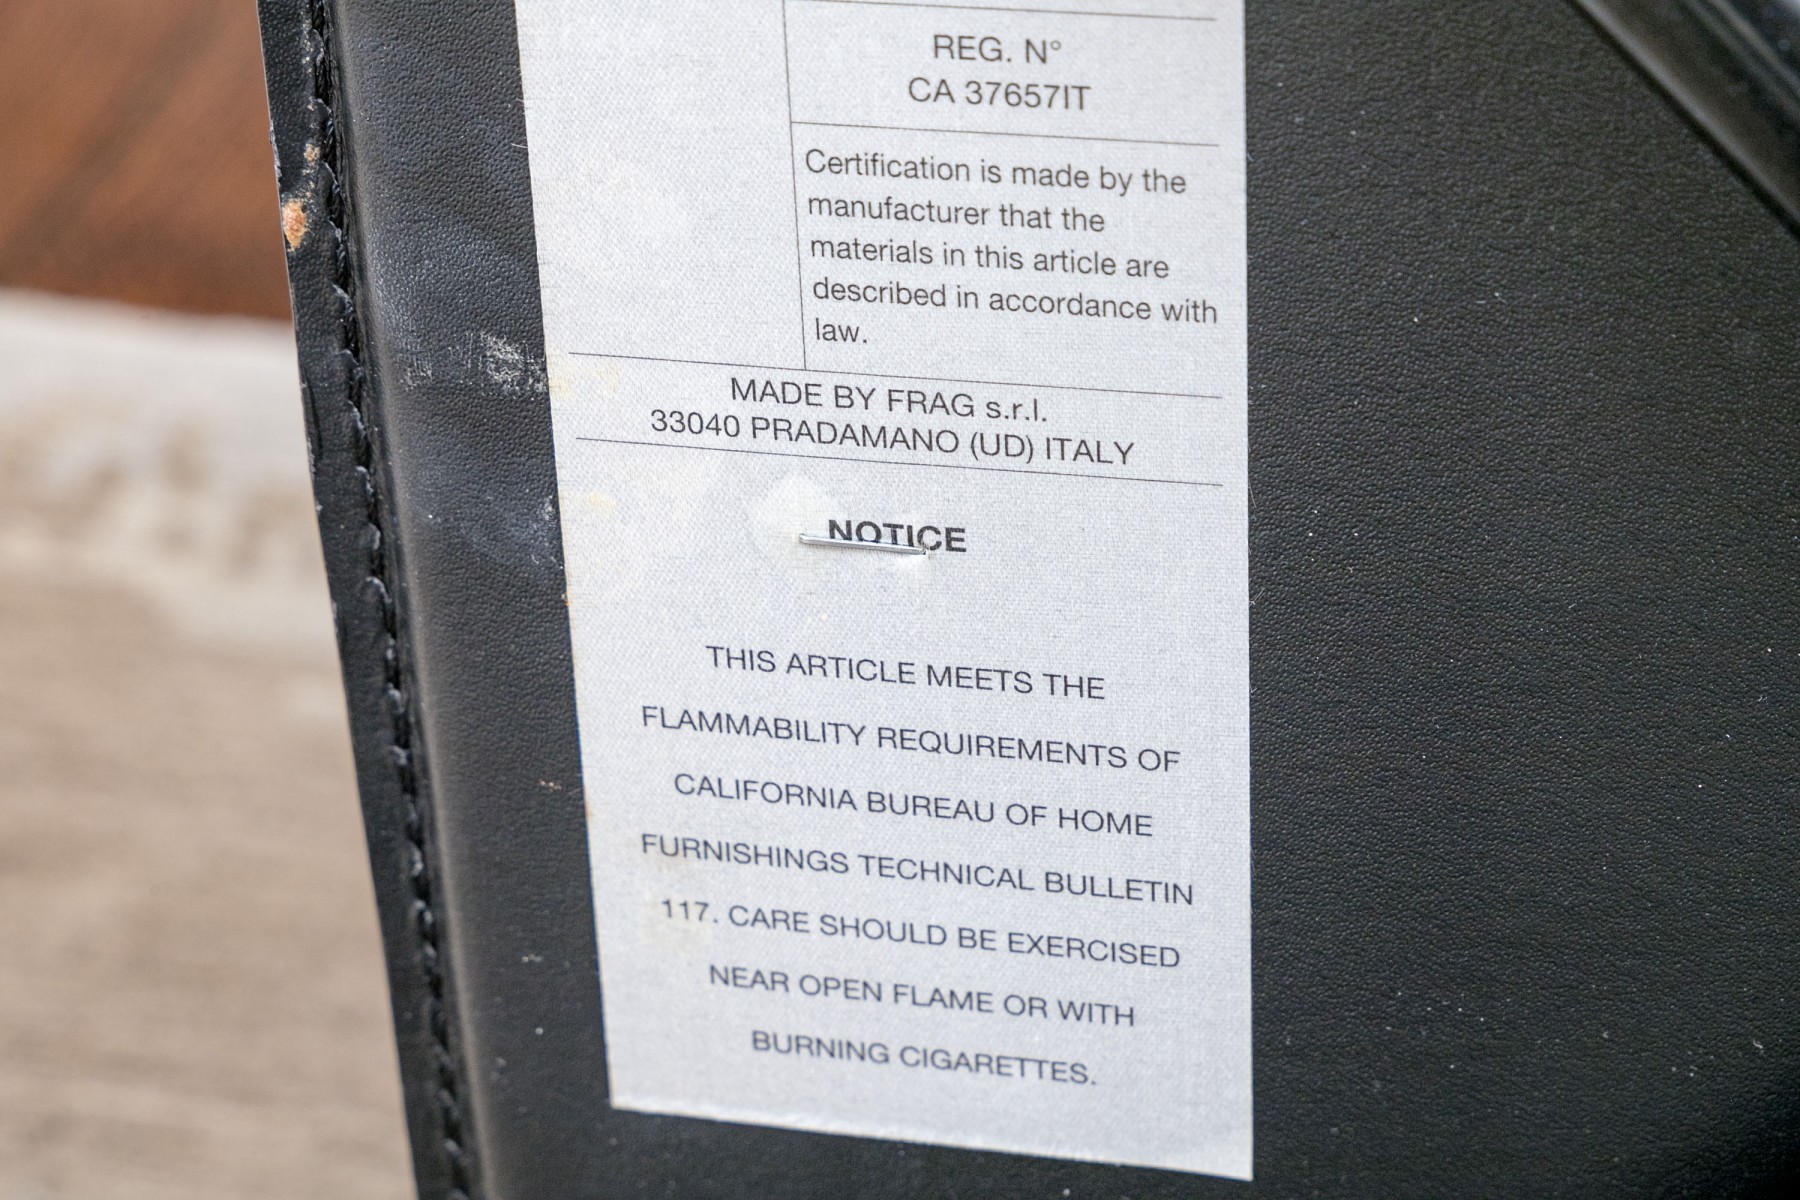 REG. N°
CA 37657IT
Certification is made by the
manufacturer that the
materials in this article are
described in accordance with
law.
MADE BY FRAG s.r.l.
33040 PRADAMANO (UD) ITALY
NOTICE
THIS ARTICLE MEETS THE
FLAMMABILITY REQUIREMENTS OF
CALIFORNIA BUREAU OF HOME
FURNISHINGS TECHNICAL BULLETIN
117. CARE SHOULD BE EXERCISED
NEAR OPEN FLAME OR WITH
BURNING CIGARETTES.